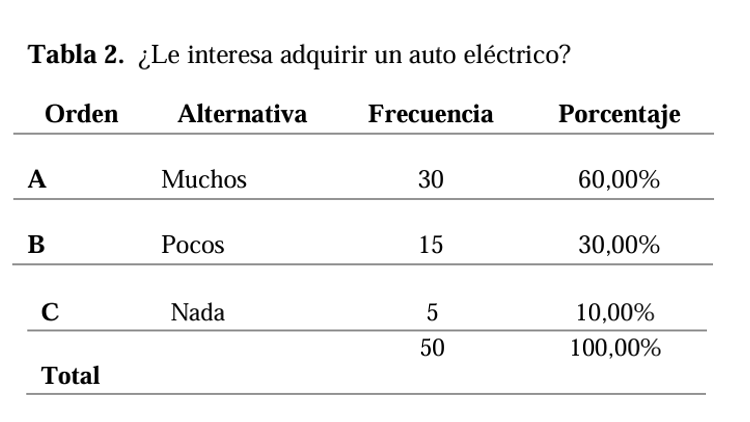 Tabla 2. ¿Le interesa adquirir un auto eléctrico?
Orden Alternativa Frecuencia Porcentaje
A Muchos 30 60,00%
B Pocos 15 30,00%
C Nada 5 10,00%
50 100,00%
Total